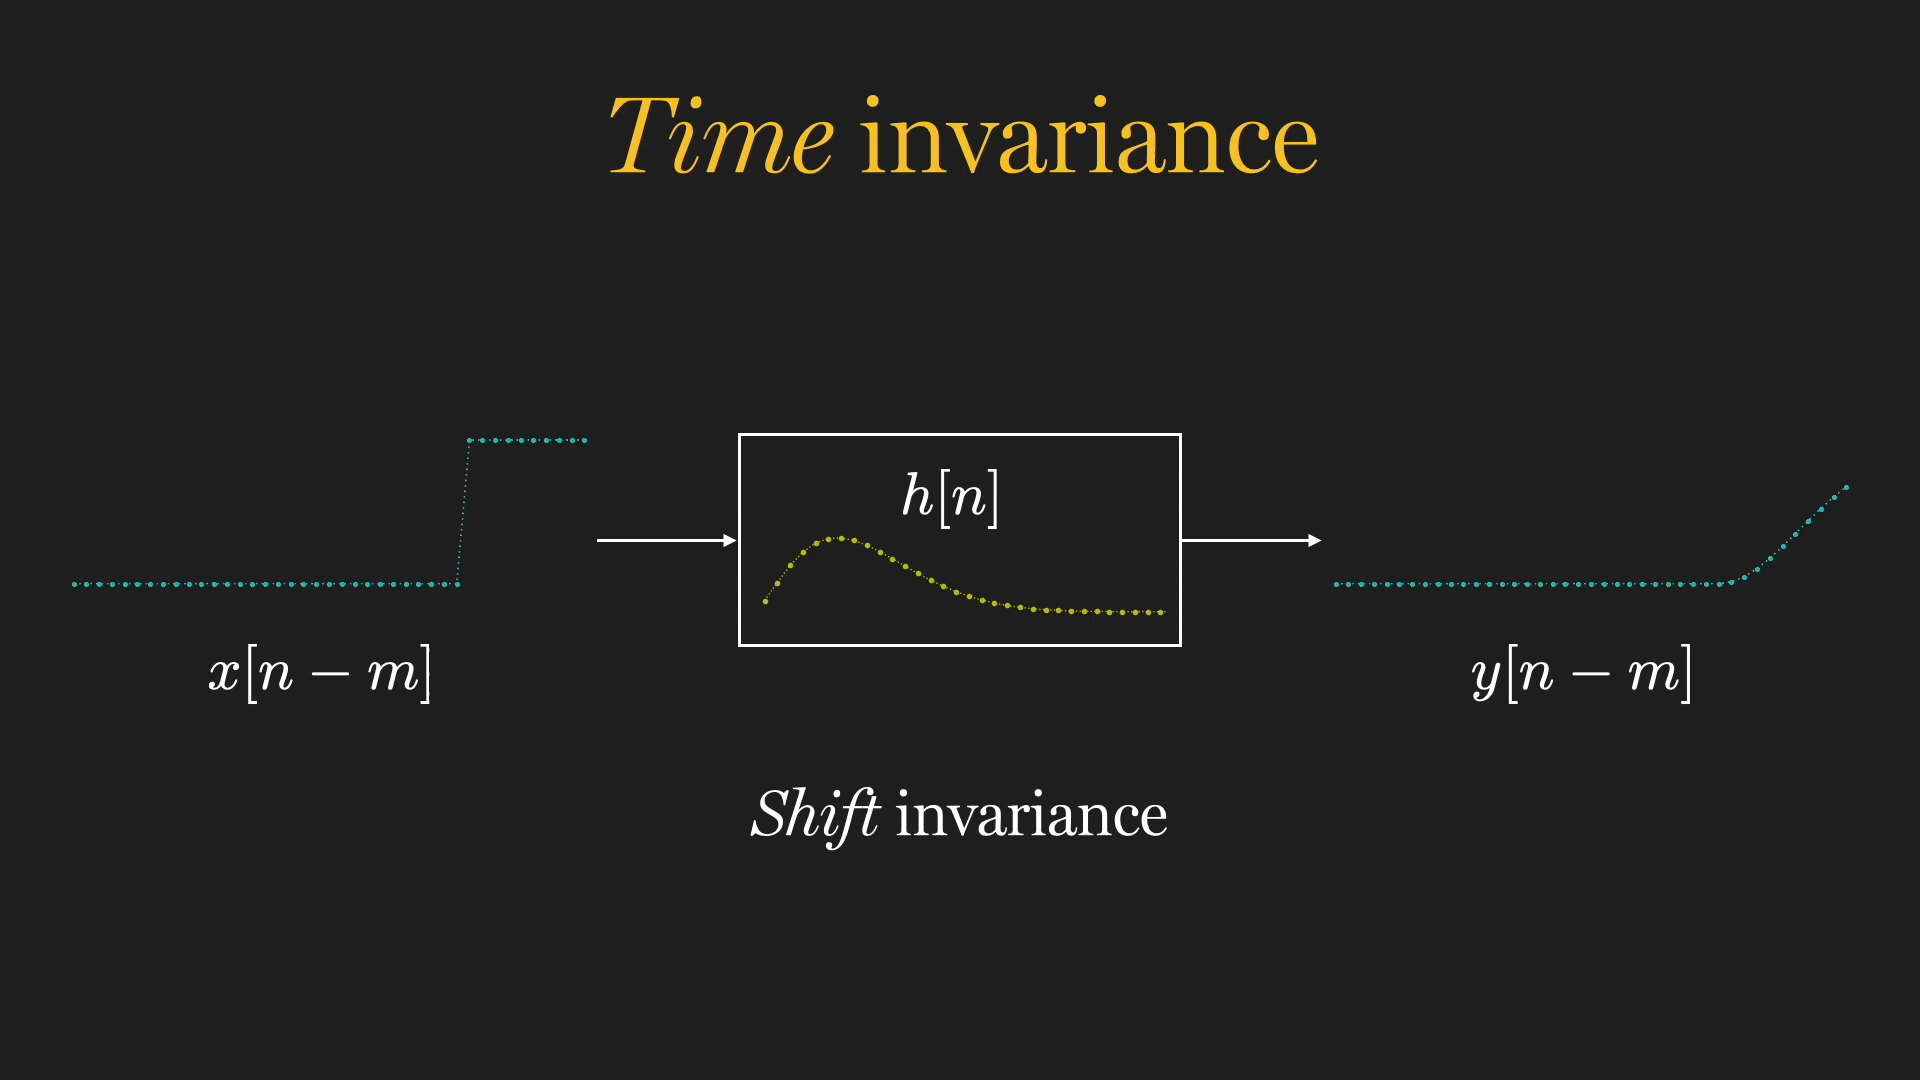 Time invariance
h[n]
x[n − m]
y[n − m]
Shift invariance